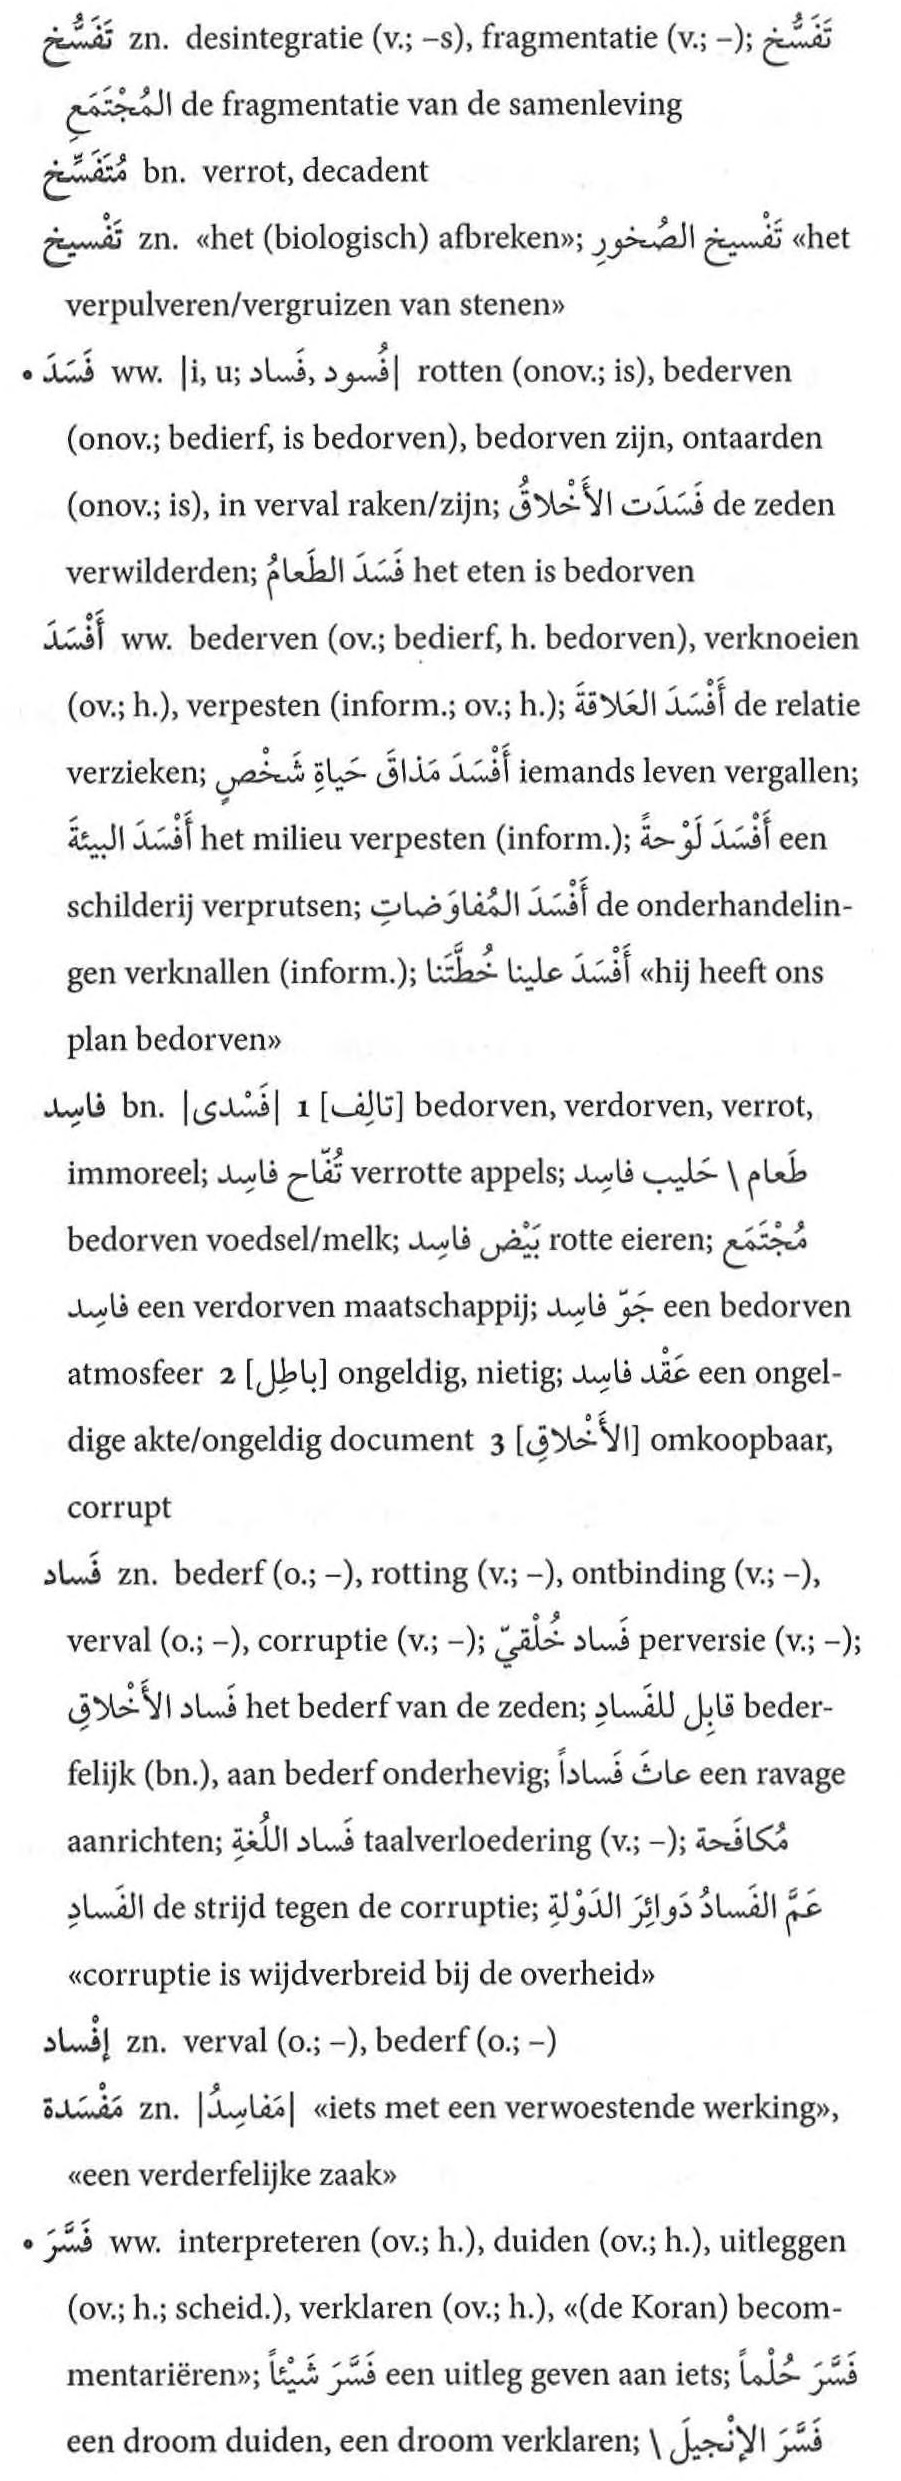 تَفَسُّخ zn. desintegratie (v.; –s), fragmentatie (v.; –); تَفَسُّخ
المُجْتَمَعِ de fragmentatie van de samenleving
مُتَفَسِّخ bn. verrot, decadent
تَفْسيخ zn. «het (biologisch) afbreken»; تَفْسيخ الصُخورِ «het
verpulveren/vergruizen van stenen»
• فَسَدَ ww. |i, u; فُسود, فَساد| rotten (onov.; is), bederven
(onov.; bedierf, is bedorven), bedorven zijn, ontaarden
(onov.; is), in verval raken/zijn; فَسَدَت الأَخْلاقُ de zeden
verwilderden; فَسَدَ الطَعامُ het eten is bedorven
أَفْسَدَ ww. bederven (ov.; bedierf, h. bedorven), verknoeien
(ov.; h.), verpesten (inform.; ov.; h.); أَفْسَدَ العَلاقةَ de relatie
verzieken; أَفْسَدَ مَذاقَ حَياةِ شَخْصٍ iemands leven vergallen;
أَفْسَدَ البيئةَ het milieu verpesten (inform.); أَفْسَدَ لَوْحةً een
schilderij verprutsen; أَفْسَدَ المُفاوَضاتِ de onderhandelin-
gen verknallen (inform.); أَفْسَدَ علينا خُطَّتَنا «hij heeft ons
plan bedorven»
فاسِد bn. |فَسْدى| 1 [تالِف] bedorven, verdorven, verrot,
immoreel; تُفّاح فاسِد verrotte appels; طَعام \ حَليب فاسِد
bedorven voedsel/melk; بَيْض فاسِد rotte eieren; مُجْتَمَع
فاسِد een verdorven maatschappij; جَوّ فاسِد een bedorven
atmosfeer 2 [باطِل] ongeldig, nietig; عَقْد فاسِد een ongel-
dige akte/ongeldig document 3 [الأَخْلاقِ] omkoopbaar,
corrupt
فَساد zn. bederf (o.; –), rotting (v.; –), ontbinding (v.; –),
verval (o.; –), corruptie (v.; –); فَساد خُلْقيّ perversie (v.; –);
فَساد الأَخْلاقِ het bederf van de zeden; قابِل للفَسادِ beder-
felijk (bn.), aan bederf onderhevig; عاثَ فَساداً een ravage
aanrichten; فَساد اللُغةِ taalverloedering (v.; –); مُكافَحة
الفَسادِ de strijd tegen de corruptie; عَمَّ الفَسادُ دَوائِرَ الدَوْلةِ
«corruptie is wijdverbreid bij de overheid»
إفْساد zn. verval (o.; –), bederf (o.; –)
مَفْسَدة zn. |مَفاسِدُ| «iets met een verwoestende werking»,
«een verderfelijke zaak»
• فَسَّرَ ww. interpreteren (ov.; h.), duiden (ov.; h.), uitleggen
(ov.; h.; scheid.), verklaren (ov.; h.), «(de Koran) becom-
mentariëren»; فَسَّرَ شَيْئاً een uitleg geven aan iets; فَسَّرَ حُلْماً
een droom duiden, een droom verklaren; فَسَّرَ الإنْجيلَ \